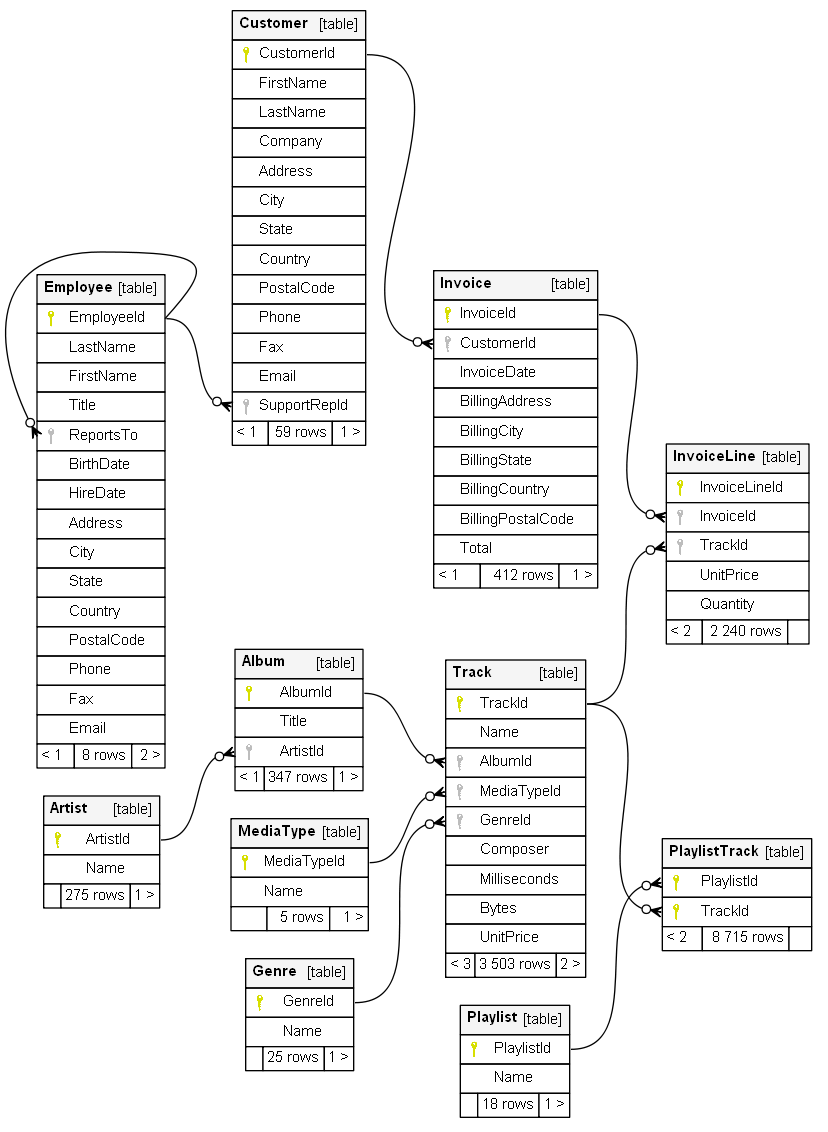 Customer [table]
CustomerId
FirstName
LastName
Company
Address
City
State
Country
PostalCode
Phone
Fax
Email
SupportRepId
< 1 59 rows 1 >
Employee [table]
EmployeeId
LastName
FirstName
Title
ReportsTo
BirthDate
HireDate
Address
City
State
Country
PostalCode
Phone
Fax
Email
< 1 8 rows 2 >
Invoice [table]
InvoiceId
CustomerId
InvoiceDate
BillingAddress
BillingCity
BillingState
BillingCountry
BillingPostalCode
Total
< 1 412 rows 1 >
InvoiceLine [table]
InvoiceLineId
InvoiceId
TrackId
UnitPrice
Quantity
< 2 2 240 rows
Album [table]
AlbumId
Title
ArtistId
< 1 347 rows 1 >
Track [table]
TrackId
Name
AlbumId
MediaTypeId
GenreId
Composer
Milliseconds
Bytes
UnitPrice
< 3 3 503 rows 2 >
Artist [table]
ArtistId
Name
275 rows 1 >
MediaType [table]
MediaTypeId
Name
5 rows 1 >
PlaylistTrack [table]
PlaylistId
TrackId
< 2 8 715 rows
Genre [table]
GenreId
Name
25 rows 1 >
Playlist [table]
PlaylistId
Name
18 rows 1 >